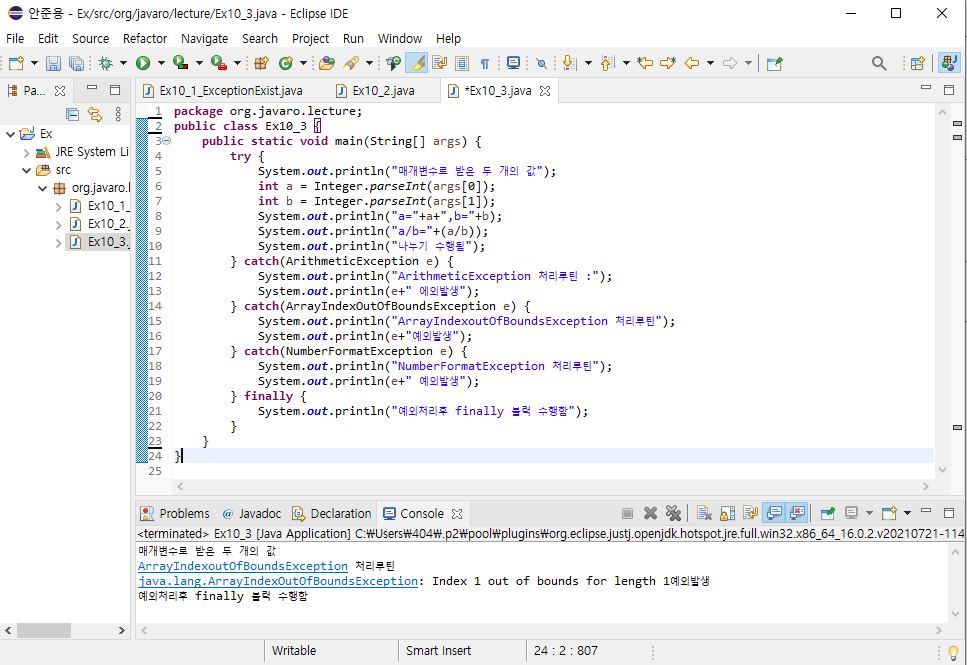 안준용 - Ex/src/org/javaro/lecture/Ex10_3.java - Eclipse IDE
File Edit Source Refactor Navigate Search Project Run Window Help
Pa...
Ex10_1_ExceptionExist.java Ex10_2.java *Ex10_3.java
Ex
JRE System Li
src
org.javaro.l
Ex10_1_
Ex10_2.
Ex10_3.
1 package org.javaro.lecture;
2 public class Ex10_3 {
3 public static void main(String[] args) {
4 try {
5 System.out.println("매개변수로 받은 두 개의 값");
6 int a = Integer.parseInt(args[0]);
7 int b = Integer.parseInt(args[1]);
8 System.out.println("a="+a+",b="+b);
9 System.out.println("a/b="+(a/b));
10 System.out.println("나누기 수행됨");
11 } catch(ArithmeticException e) {
12 System.out.println("ArithmeticException 처리루틴 :");
13 System.out.println(e+" 예외발생");
14 } catch(ArrayIndexOutOfBoundsException e) {
15 System.out.println("ArrayIndexoutOfBoundsException 처리루틴");
16 System.out.println(e+"예외발생");
17 } catch(NumberFormatException e) {
18 System.out.println("NumberFormatException 처리루틴");
19 System.out.println(e+" 예외발생");
20 } finally {
21 System.out.println("예외처리후 finally 블럭 수행함");
22 }
23 }
24 }
25
Problems @ Javadoc Declaration Console
<terminated> Ex10_3 [Java Application] C:₩Users₩404₩.p2₩pool₩plugins₩org.eclipse.justj.openjdk.hotspot.jre.full.win32.x86_64_16.0.2.v20210721-114
매개변수로 받은 두 개의 값
ArrayIndexoutOfBoundsException 처리루틴
java.lang.ArrayIndexOutOfBoundsException: Index 1 out of bounds for length 1예외발생
예외처리후 finally 블럭 수행함
Writable Smart Insert 24 : 2 : 807